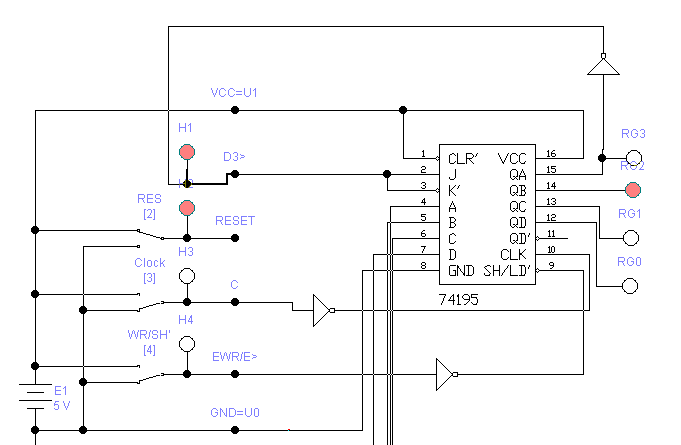 VCC=U1
H1
RG3
D3>
1 CLR' VCC 16
2 J QA 15
RG2
3 K' QB 14
RES
[2]
4 A QC 13
RG1
RESET
5 B QD 12
6 C QD' 11
H3
7 D CLK 10
Clock
[3]
8 GND SH/LD' 9
RG0
C
74195
H4
WR/SH'
[4]
EWR/E>
E1
5 V
GND=U0